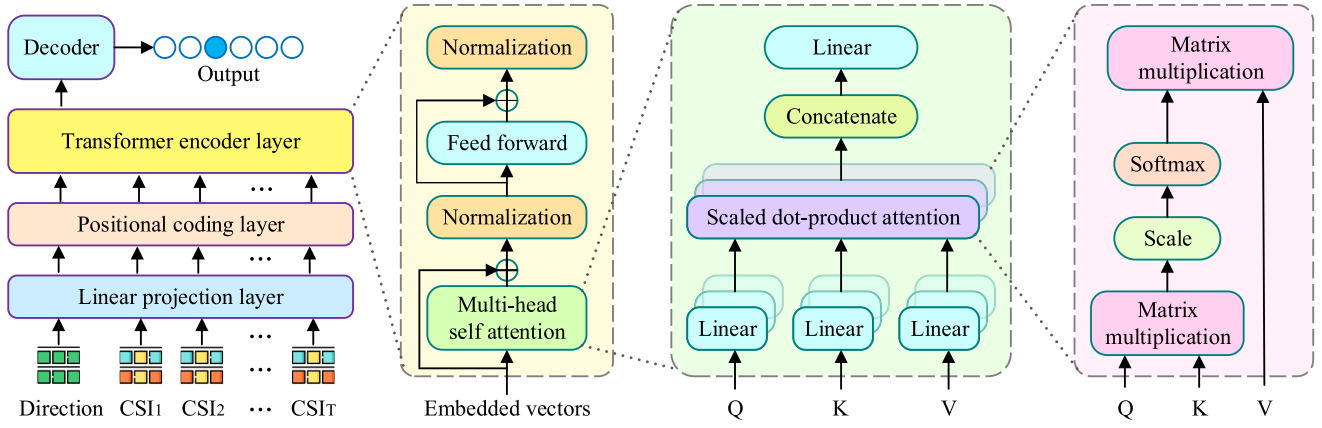 Decoder
Output
Transformer encoder layer
...
Positional coding layer
...
Linear projection layer
...
...
Direction CSI1 CSI2 ... CSIT
Normalization
Feed forward
Normalization
Multi-head
self attention
Embedded vectors
Linear
Concatenate
Scaled dot-product attention
Linear Linear Linear
Q K V
Matrix
multiplication
Softmax
Scale
Matrix
multiplication
Q K V